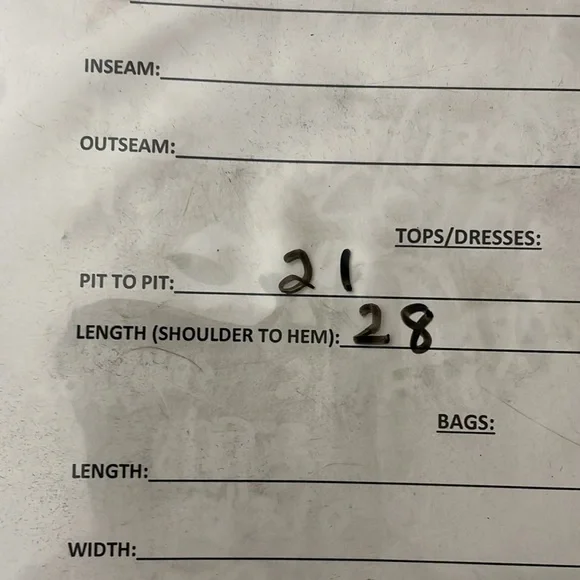 INSEAM:
OUTSEAM:
TOPS/DRESSES:
PIT TO PIT: 21
LENGTH (SHOULDER TO HEM): 28
BAGS:
LENGTH:
WIDTH: